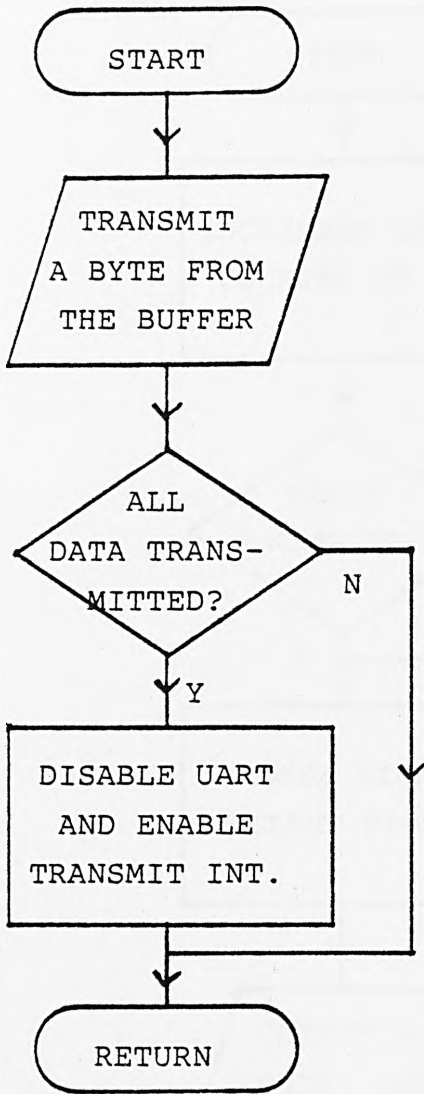 START
TRANSMIT
A BYTE FROM
THE BUFFER
ALL
DATA TRANS-
MITTED?
N
Y
DISABLE UART
AND ENABLE
TRANSMIT INT.
RETURN